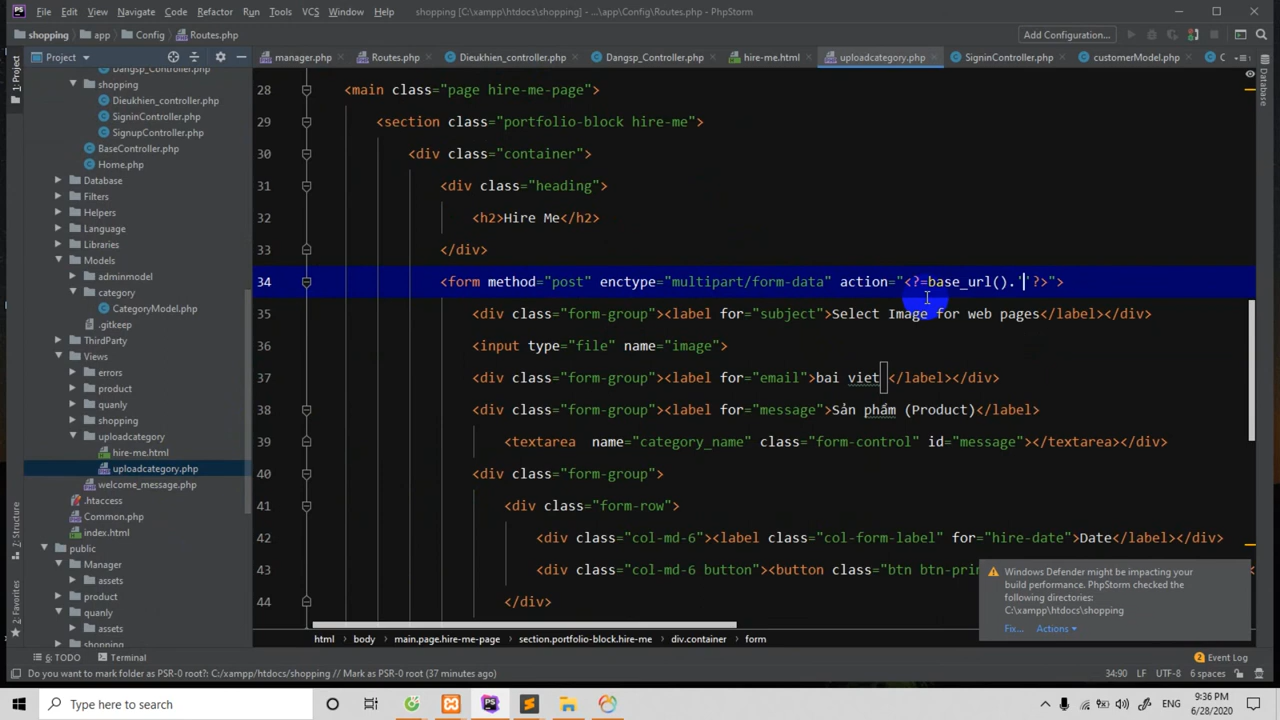 File Edit View Navigate Code Refactor Run Tools VCS Window Help shopping [C:\xampp\htdocs\shopping] - ...\app\Config\Routes.php - PhpStorm
shopping app Config Routes.php Add Configuration...
Project manager.php Routes.php Dieukhien_controller.php Dangsp_Controller.php hire-me.html uploadcategory.php SigninController.php customerModel.php C
1: Project
Database
Dangsp_Controller.php
shopping
Dieukhien_controller.php
SigninController.php
SignupController.php
BaseController.php
Home.php
Database
Filters
Helpers
Language
Libraries
Models
adminmodel
category
CategoryModel.php
.gitkeep
ThirdParty
Views
errors
product
quanly
shopping
uploadcategory
hire-me.html
uploadcategory.php
welcome_message.php
.htaccess
Common.php
index.html
public
Manager
assets
product
quanly
assets
shopping
7: Structure
2: Favorites
28 <main class="page hire-me-page">
29 <section class="portfolio-block hire-me">
30 <div class="container">
31 <div class="heading">
32 <h2>Hire Me</h2>
33 </div>
34 <form method="post" enctype="multipart/form-data" action="<?=base_url().''?>">
35 <div class="form-group"><label for="subject">Select Image for web pages</label></div>
36 <input type="file" name="image">
37 <div class="form-group"><label for="email">bai viet </label></div>
38 <div class="form-group"><label for="message">Sản phẩm (Product)</label>
39 <textarea name="category_name" class="form-control" id="message"></textarea></div>
40 <div class="form-group">
41 <div class="form-row">
42 <div class="col-md-6"><label class="col-form-label" for="hire-date">Date</label></div>
43 <div class="col-md-6 button"><button class="btn btn-pri
44 </div>
Windows Defender might be impacting your
build performance. PhpStorm checked the
following directories:
C:\xampp\htdocs\shopping
Fix... Actions
html body main.page.hire-me-page section.portfolio-block.hire-me div.container form
6: TODO Terminal 2 Event Log
Do you want to mark folder as PSR-0 root?: C:/xampp/htdocs/shopping // Mark as PSR-0 root (37 minutes ago) 34:90 LF UTF-8 6 spaces
Type here to search 9:36 PM
6/28/2020